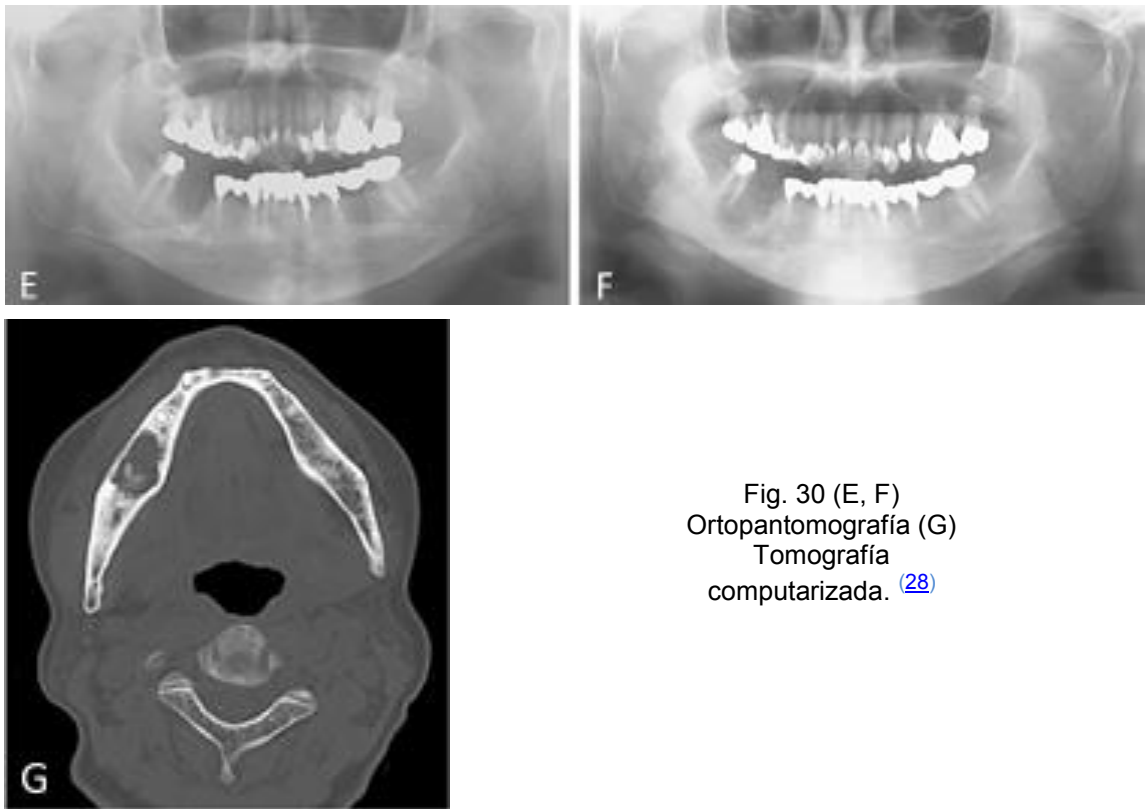 E
F
G
Fig. 30 (E, F)
Ortopantomografía (G)
Tomografía
computarizada. (28)